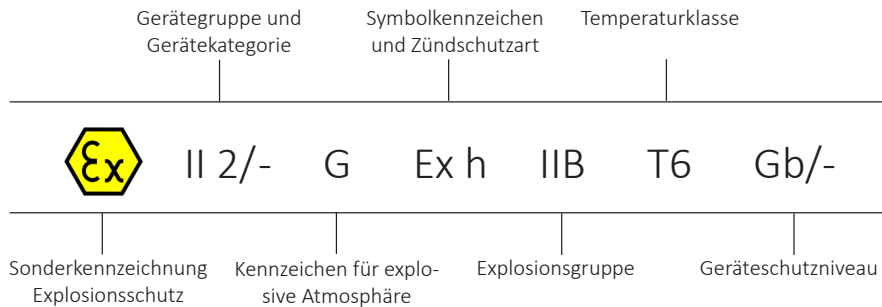 Gerätegruppe und
Gerätekategorie
Symbolkennzeichen
und Zündschutzart
Temperaturklasse
Ex II 2/- G Ex h IIB T6 Gb/-
Sonderkennzeichnung
Explosionsschutz
Kennzeichen für explo-
sive Atmosphäre
Explosionsgruppe
Geräteschutzniveau